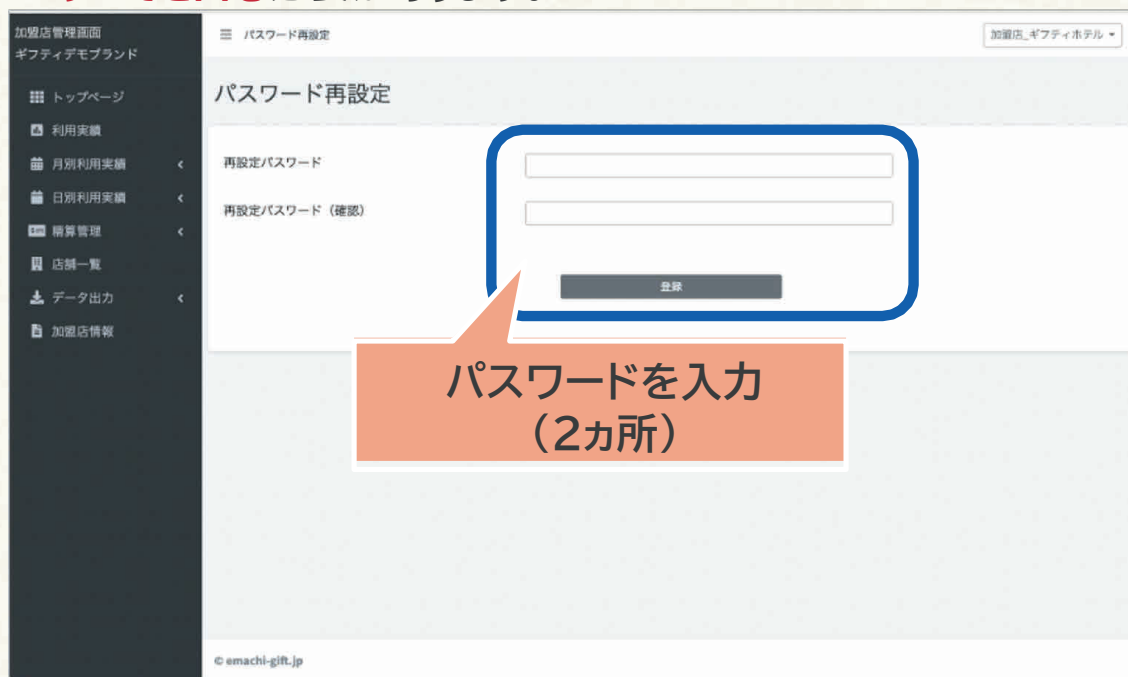 加盟店管理画面
ギフティデモブランド
パスワード再設定
加盟店_ギフティホテル
トップページ
利用実績
月別利用実績
日別利用実績
精算管理
店舗一覧
データ出力
加盟店情報
パスワード再設定
再設定パスワード
再設定パスワード（確認）
登録
パスワードを入力
（2ヵ所）
© emachi-gift.jp